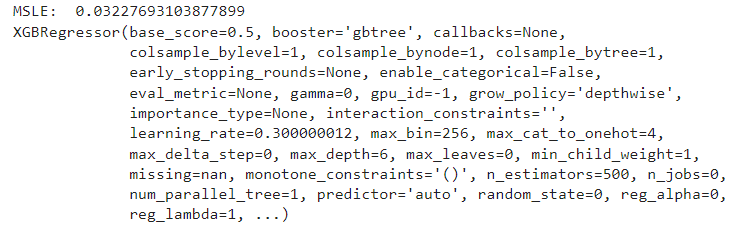 MSLE:  0.03227693103877899
XGBRegressor(base_score=0.5, booster='gbtree', callbacks=None,
             colsample_bylevel=1, colsample_bynode=1, colsample_bytree=1,
             early_stopping_rounds=None, enable_categorical=False,
             eval_metric=None, gamma=0, gpu_id=-1, grow_policy='depthwise',
             importance_type=None, interaction_constraints='',
             learning_rate=0.300000012, max_bin=256, max_cat_to_onehot=4,
             max_delta_step=0, max_depth=6, max_leaves=0, min_child_weight=1,
             missing=nan, monotone_constraints='()', n_estimators=500, n_jobs=0,
             num_parallel_tree=1, predictor='auto', random_state=0, reg_alpha=0,
             reg_lambda=1, ...)